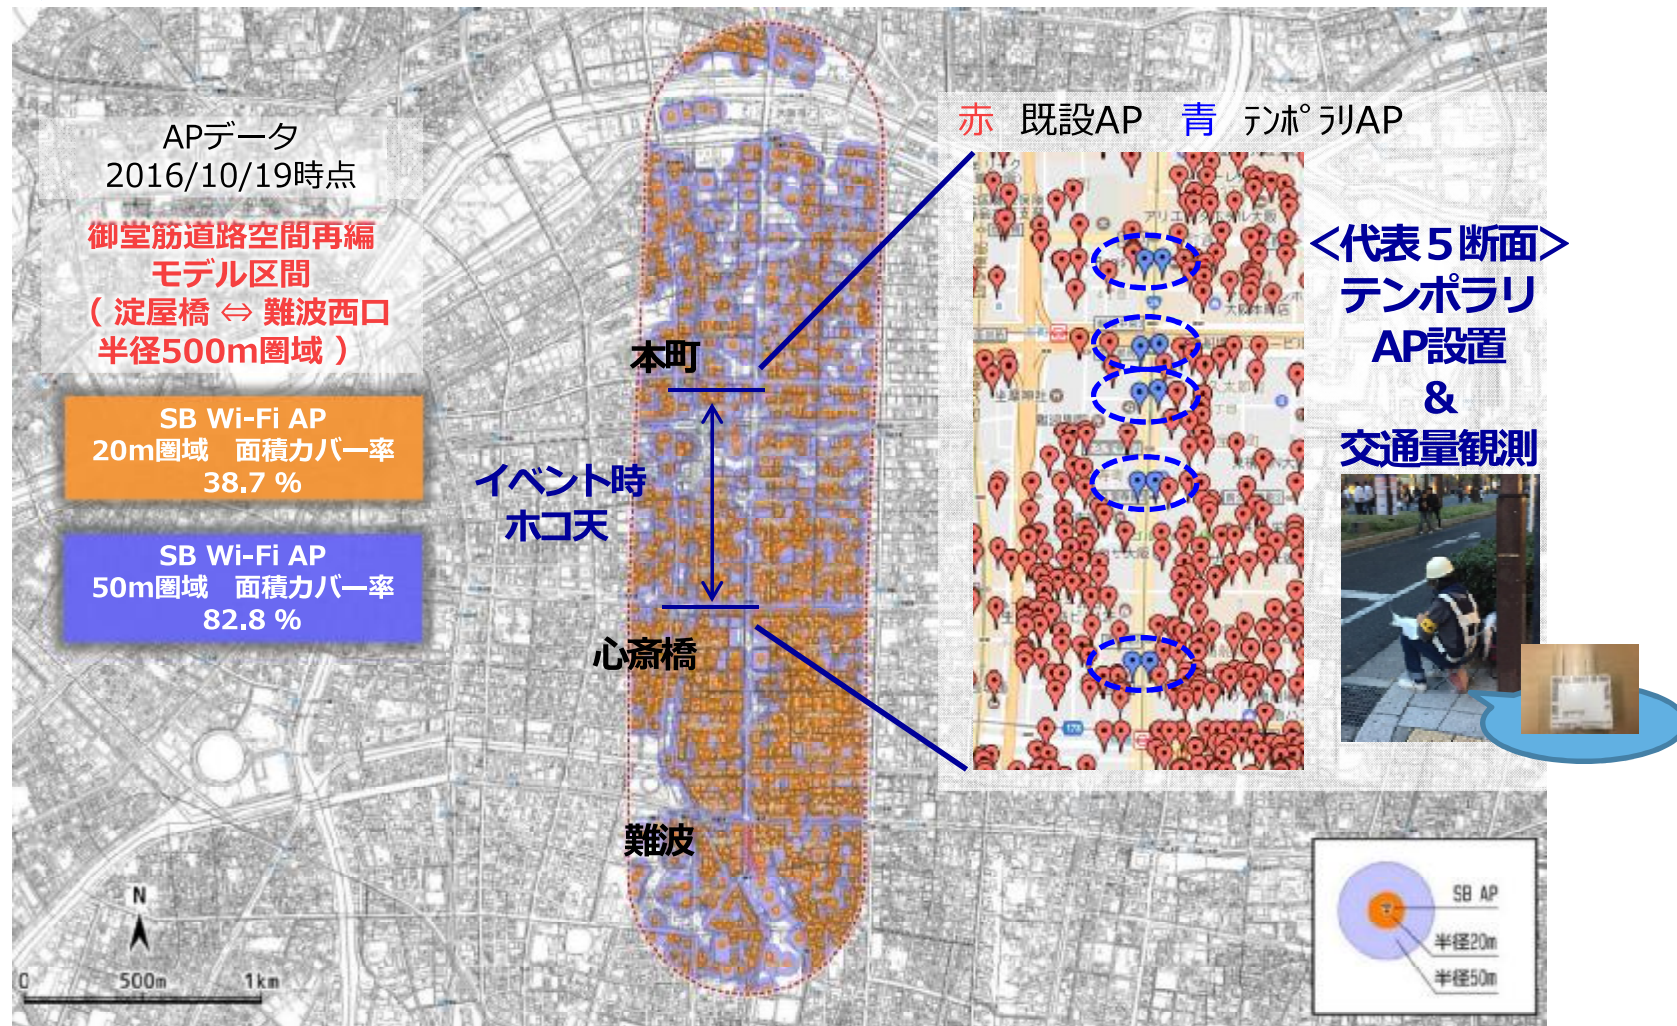 APデータ
2016/10/19時点
御堂筋道路空間再編
モデル区間
( 淀屋橋 ⇔ 難波西口
半径500m圏域 )
SB Wi-Fi AP
20m圏域 面積カバー率
38.7 %
SB Wi-Fi AP
50m圏域 面積カバー率
82.8 %
本町
イベント時
ホコ天
心斎橋
難波
赤 既設AP 青 ﾃﾝﾎﾟﾗﾘAP
<代表５断面>
テンポラリ
AP設置
&
交通量観測
N
0 500m 1km
SB AP
半径20m
半径50m